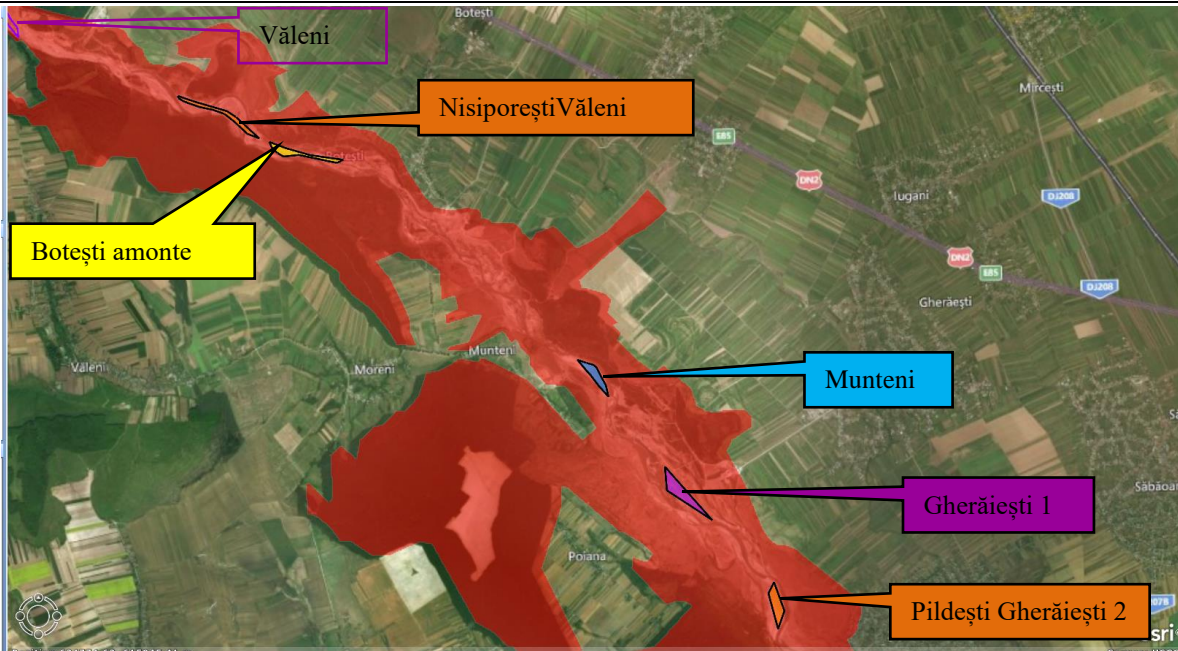 Văleni
Botești
NisiporeștiVăleni
Mircești
E85
DN2
Botești
Iugani
DJ208
Botești amonte
DN2
E85
DJ208
Gherăești
Munteni
Văleni
Moreni
Munteni
Gherăiești 1
Poiana
Pildești Gherăiești 2